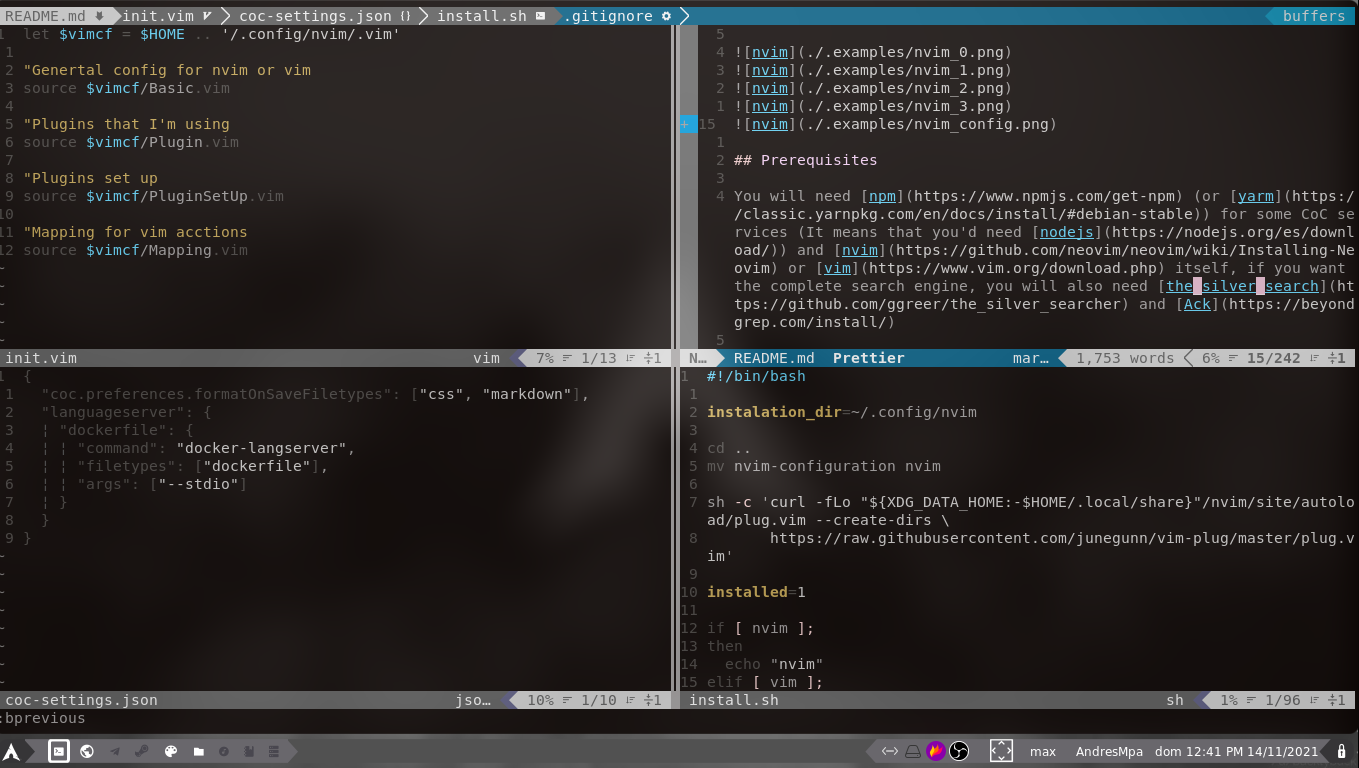 README.md init.vim coc-settings.json {} install.sh .gitignore buffers
1 let $vimcf = $HOME .. '/.config/nvim/.vim'
1
2 "Genertal config for nvim or vim
3 source $vimcf/Basic.vim
4
5 "Plugins that I'm using
6 source $vimcf/Plugin.vim
7
8 "Plugins set up
9 source $vimcf/PluginSetUp.vim
10
11 "Mapping for vim acctions
12 source $vimcf/Mapping.vim
~
~
~
~
~
init.vim vim 7% 1/13 1
5
4 ![nvim](./.examples/nvim_0.png)
3 ![nvim](./.examples/nvim_1.png)
2 ![nvim](./.examples/nvim_2.png)
1 ![nvim](./.examples/nvim_3.png)
+ 15 ![nvim](./.examples/nvim_config.png)
1
2 ## Prerequisites
3
4 You will need [npm](https://www.npmjs.com/get-npm) (or [yarm](https:/
/classic.yarnpkg.com/en/docs/install/#debian-stable)) for some CoC se
rvices (It means that you'd need [nodejs](https://nodejs.org/es/downl
oad/)) and [nvim](https://github.com/neovim/neovim/wiki/Installing-Ne
ovim) or [vim](https://www.vim.org/download.php) itself, if you want
the complete search engine, you will also need [the silver search](ht
tps://github.com/ggreer/the_silver_searcher) and [Ack](https://beyond
grep.com/install/)
5
N… README.md Prettier mar… 1,753 words 6% 15/242 1
1 {
1 "coc.preferences.formatOnSaveFiletypes": ["css", "markdown"],
2 "languageserver": {
3 ¦ "dockerfile": {
4 ¦ ¦ "command": "docker-langserver",
5 ¦ ¦ "filetypes": ["dockerfile"],
6 ¦ ¦ "args": ["--stdio"]
7 ¦ }
8 }
9 }
~
~
~
~
~
~
~
~
coc-settings.json jso… 10% 1/10 1
1 #!/bin/bash
1
2 instalation_dir=~/.config/nvim
3
4 cd ..
5 mv nvim-configuration nvim
6
7 sh -c 'curl -fLo "${XDG_DATA_HOME:-$HOME/.local/share}"/nvim/site/autolo
ad/plug.vim --create-dirs \
8 https://raw.githubusercontent.com/junegunn/vim-plug/master/plug.v
im'
9
10 installed=1
11
12 if [ nvim ];
13 then
14 echo "nvim"
15 elif [ vim ];
install.sh sh 1% 1/96 1
:bprevious
max AndresMpa dom 12:41 PM 14/11/2021